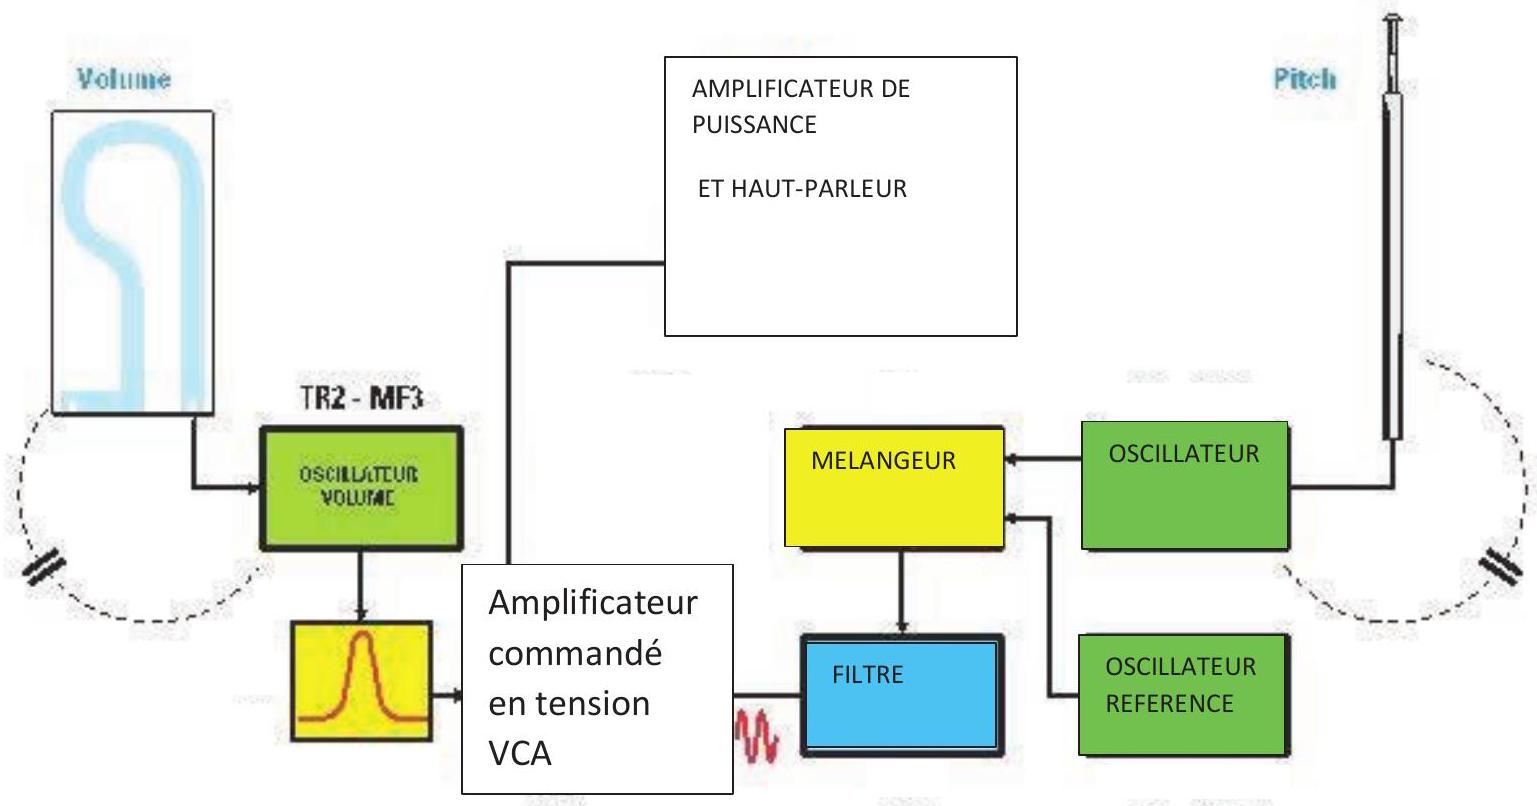 Volume
AMPLIFICATEUR DE
PUISSANCE
ET HAUT-PARLEUR
Pitch
TR2 - MF3
OSCILLATEUR
VOLUME
MELANGEUR
OSCILLATEUR
Amplificateur
commandé
en tension
VCA
FILTRE
OSCILLATEUR
REFERENCE